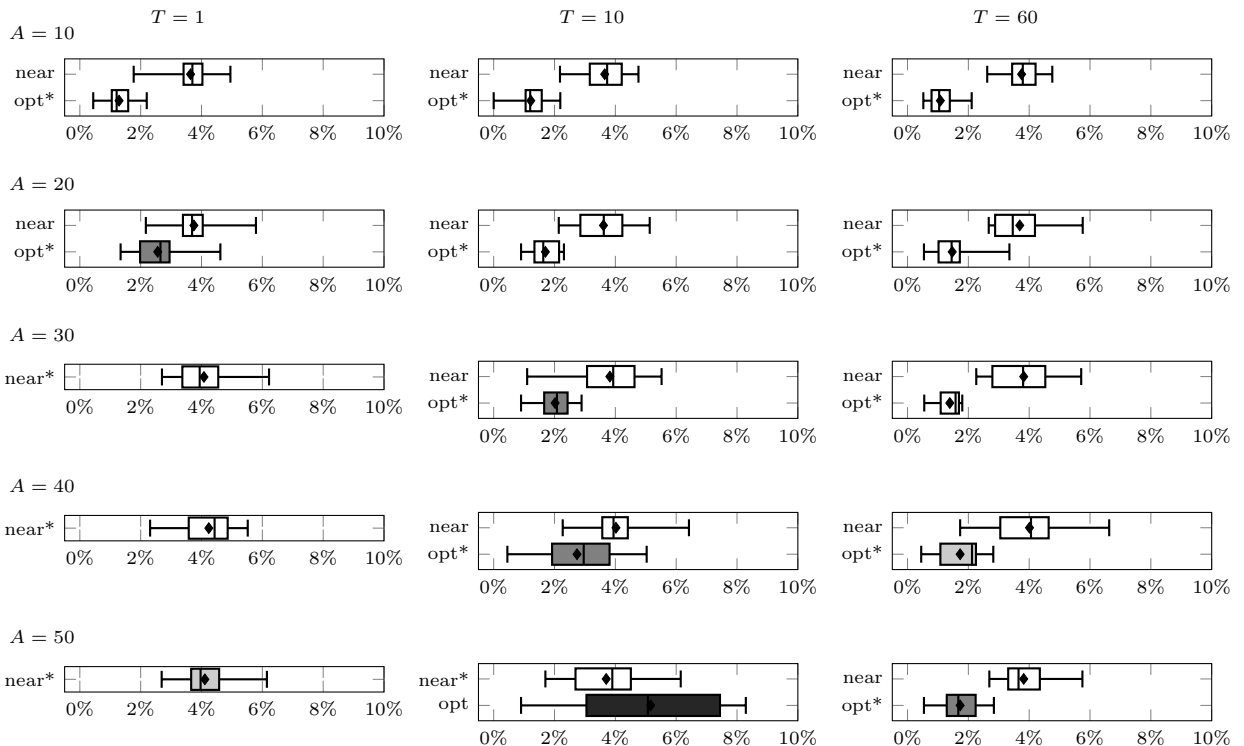 T = 1 T = 10 T = 60
A = 10
near near near
opt* opt* opt*
0% 2% 4% 6% 8% 10% 0% 2% 4% 6% 8% 10% 0% 2% 4% 6% 8% 10%
A = 20
near near near
opt* opt* opt*
0% 2% 4% 6% 8% 10% 0% 2% 4% 6% 8% 10% 0% 2% 4% 6% 8% 10%
A = 30
near* near near
0% 2% 4% 6% 8% 10% opt* opt*
0% 2% 4% 6% 8% 10% 0% 2% 4% 6% 8% 10%
A = 40
near* near near
0% 2% 4% 6% 8% 10% opt* opt*
0% 2% 4% 6% 8% 10% 0% 2% 4% 6% 8% 10%
A = 50
near* near* near
0% 2% 4% 6% 8% 10% opt opt*
0% 2% 4% 6% 8% 10% 0% 2% 4% 6% 8% 10%